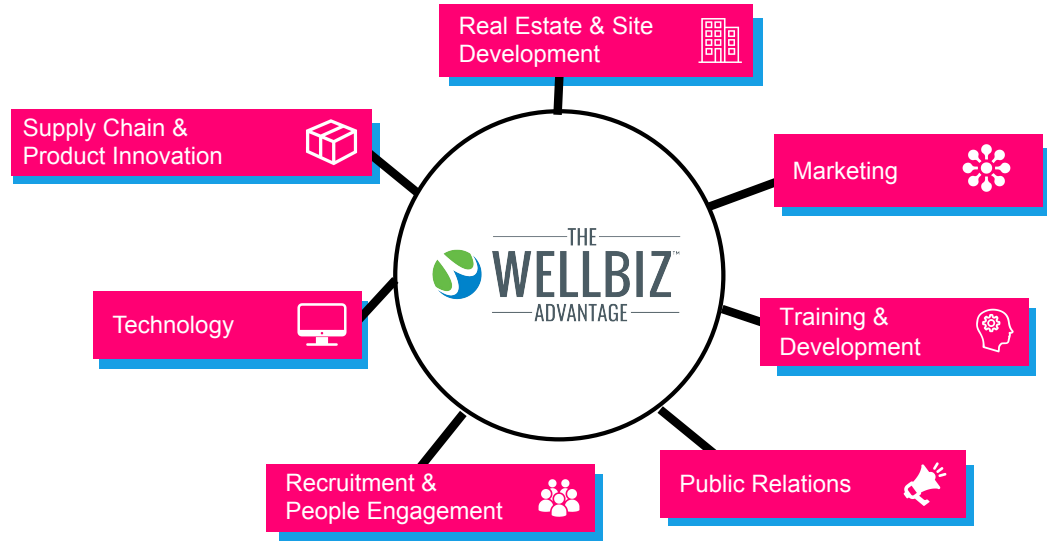 Real Estate & Site
Development
Supply Chain &
Product Innovation
Marketing
THE
WELLBIZ™
ADVANTAGE
Technology
Training &
Development
Recruitment &
People Engagement
Public Relations